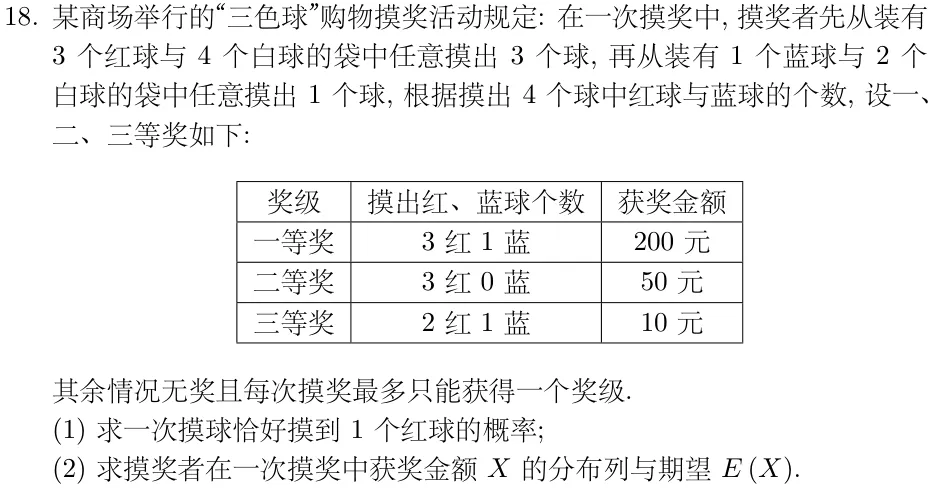 18. 某商场举行的“三色球”购物摸奖活动规定: 在一次摸奖中, 摸奖者先从装有
3 个红球与 4 个白球的袋中任意摸出 3 个球, 再从装有 1 个蓝球与 2 个
白球的袋中任意摸出 1 个球, 根据摸出 4 个球中红球与蓝球的个数, 设一、
二、三等奖如下:
奖级 摸出红、蓝球个数 获奖金额
一等奖 3 红 1 蓝 200 元
二等奖 3 红 0 蓝 50 元
三等奖 2 红 1 蓝 10 元
其余情况无奖且每次摸奖最多只能获得一个奖级.
(1) 求一次摸球恰好摸到 1 个红球的概率;
(2) 求摸奖者在一次摸奖中获奖金额 X 的分布列与期望 E (X).